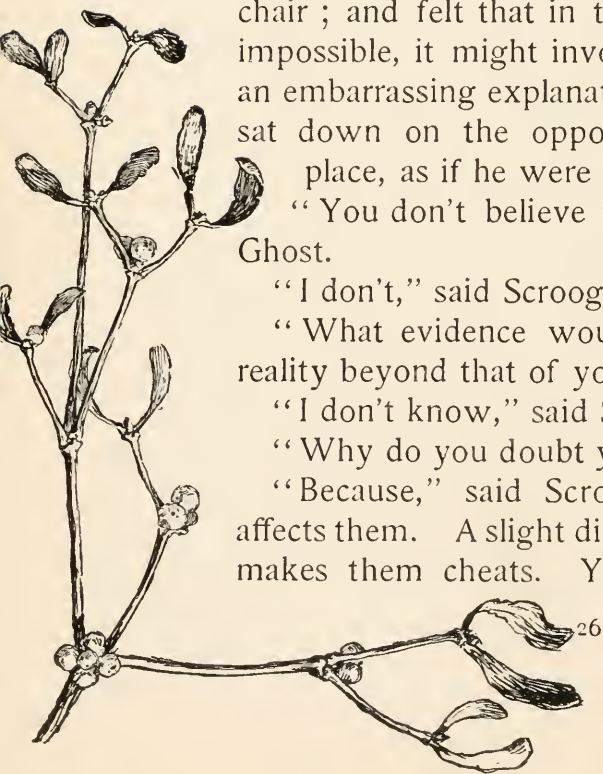 chair ; and felt that in t
impossible, it might invo
an embarrassing explanat
sat down on the oppo
place, as if he were
“ You don't believe
Ghost.
“ I don't,” said Scroog
“ What evidence wou
reality beyond that of yo
“ I don't know,” said S
“ Why do you doubt y
“ Because,” said Scro
affects them. A slight di
makes them cheats. Y
26